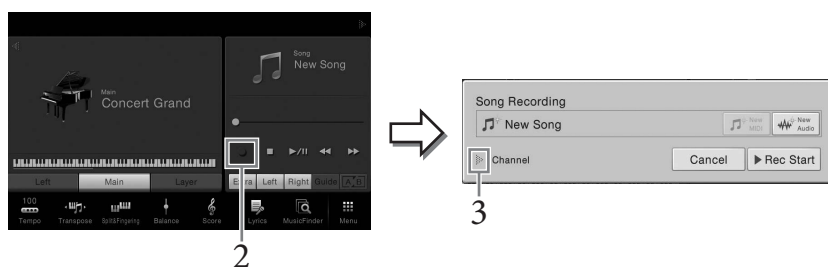 Song
New Song
Main
Concert Grand
Left
Main
Layer
Extra
Left
Right
Guide
A B
100
Tempo
Transpose
Split&Fingering
Balance
Score
Lyrics
MusicFinder
Menu
2
Song Recording
New Song
New
MIDI
New
Audio
Channel
Cancel
Rec Start
3